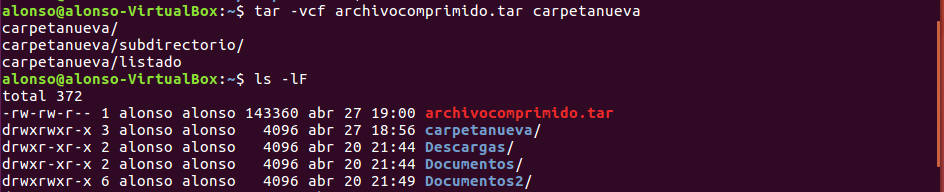 alonso@alonso-VirtualBox:~$ tar -vcf archivocomprimido.tar carpetanueva
carpetanueva/
carpetanueva/subdirectorio/
carpetanueva/listado
alonso@alonso-VirtualBox:~$ ls -lF
total 372
-rw-rw-r-- 1 alonso alonso 143360 abr 27 19:00 archivocomprimido.tar
drwxrwxr-x 3 alonso alonso   4096 abr 27 18:56 carpetanueva/
drwxr-xr-x 2 alonso alonso   4096 abr 20 21:44 Descargas/
drwxr-xr-x 2 alonso alonso   4096 abr 20 21:44 Documentos/
drwxr-xr-x 6 alonso alonso   4096 abr 20 21:49 Documentos2/